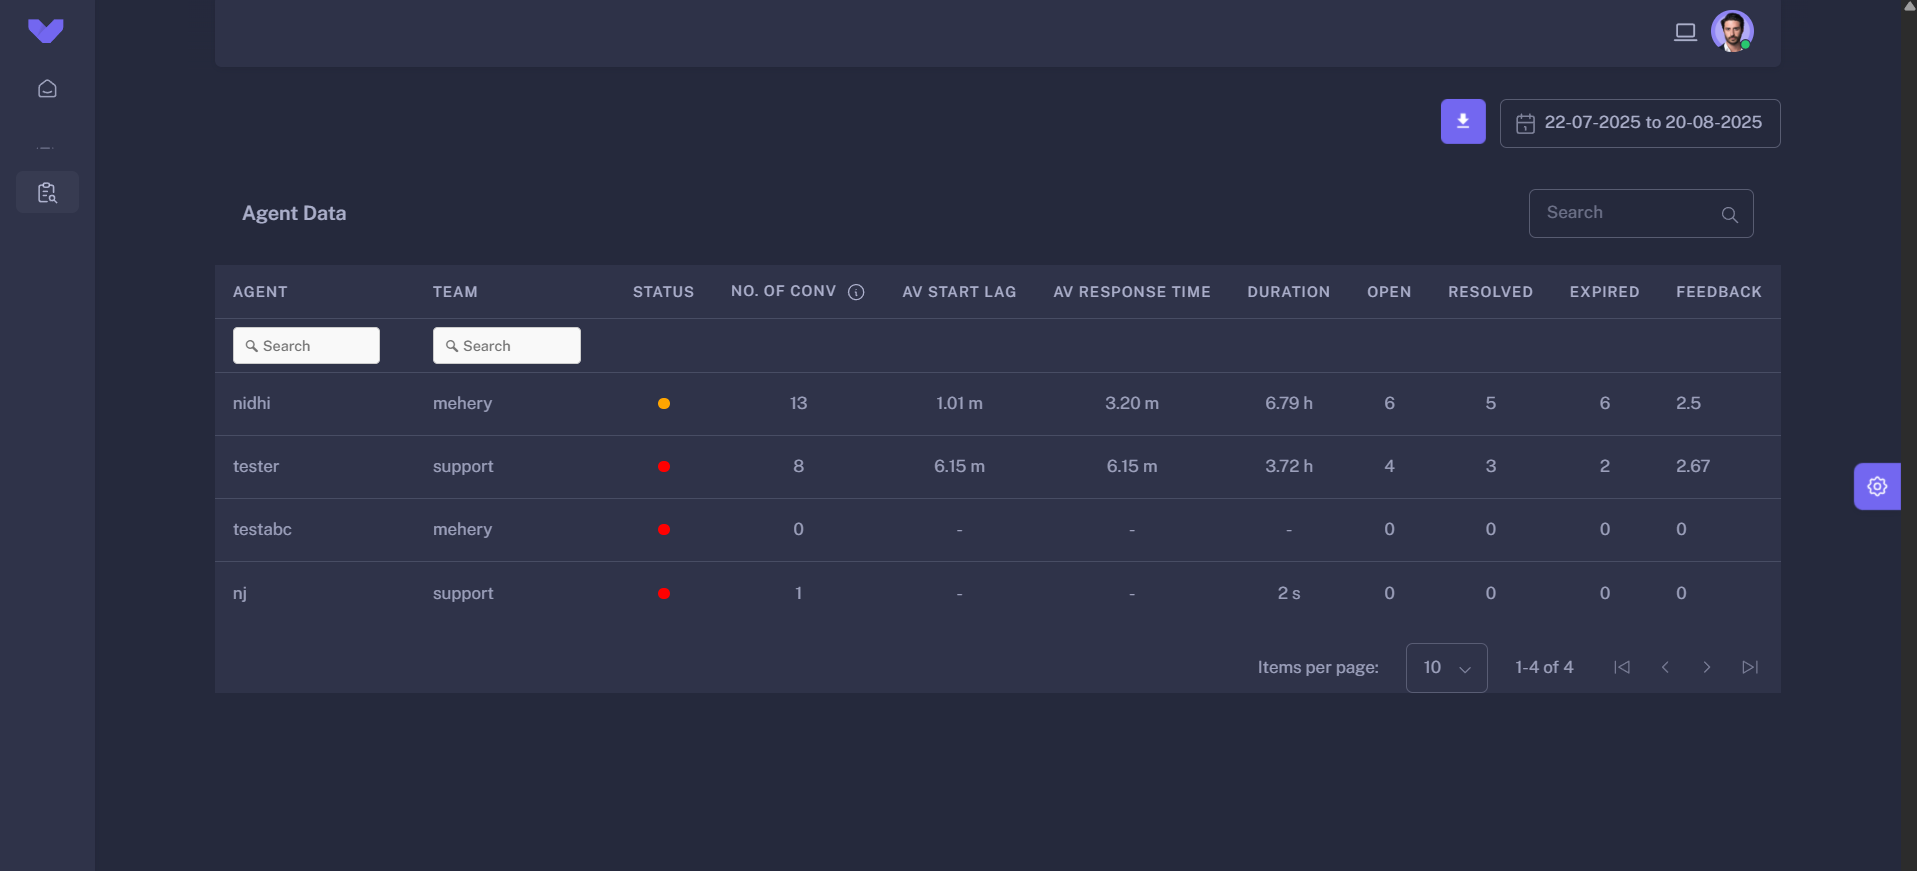 22-07-2025 to 20-08-2025
Agent Data
Search
AGENT TEAM STATUS NO. OF CONV AV START LAG AV RESPONSE TIME DURATION OPEN RESOLVED EXPIRED FEEDBACK
Search Search
nidhi mehery 13 1.01 m 3.20 m 6.79 h 6 5 6 2.5
tester support 8 6.15 m 6.15 m 3.72 h 4 3 2 2.67
testabc mehery 0 - - - 0 0 0 0
nj support 1 - - 2 s 0 0 0 0
Items per page: 10 1-4 of 4